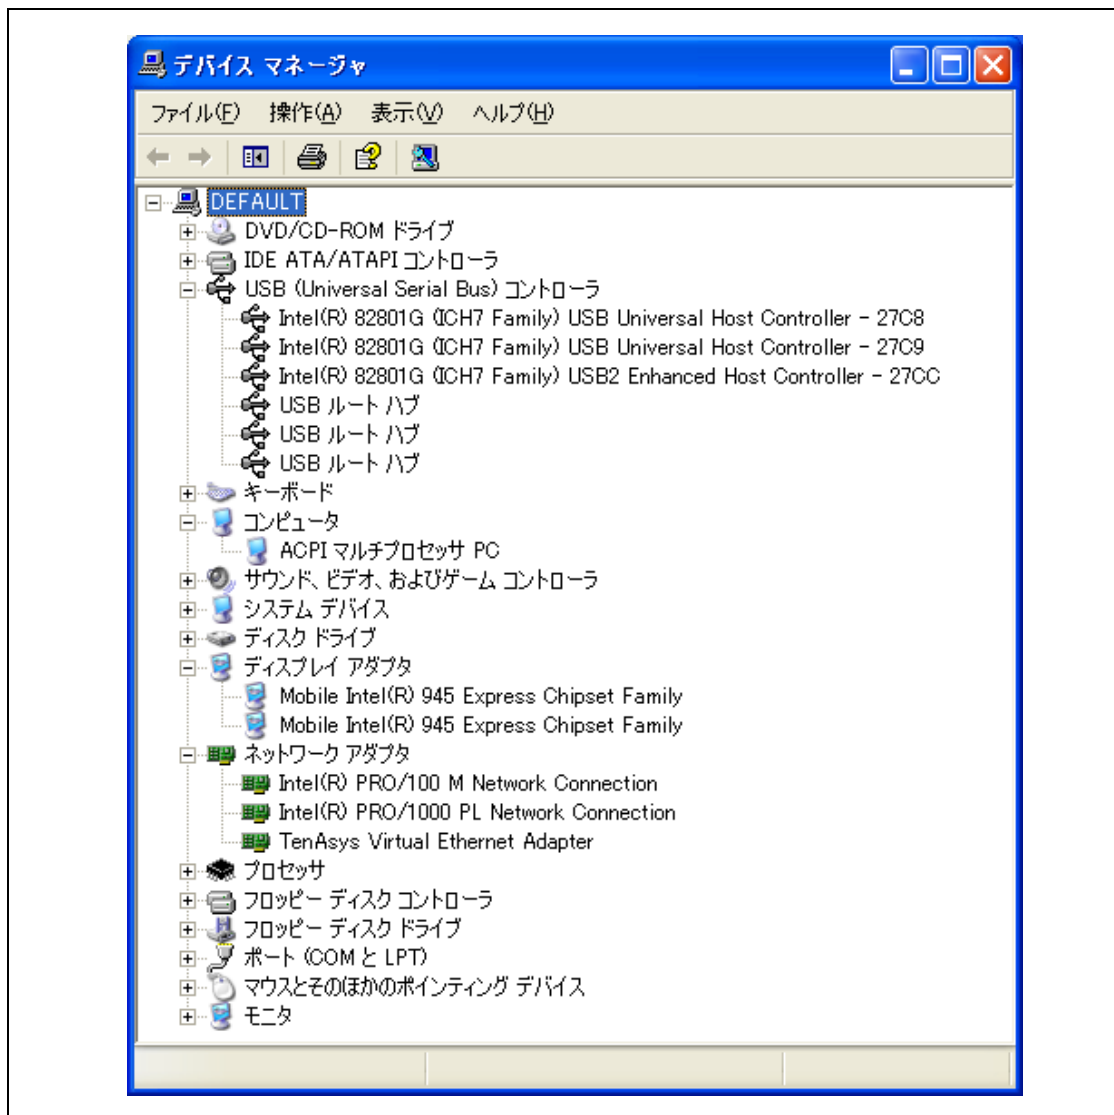 デバイス マネージャ
ファイル(F) 操作(A) 表示(V) ヘルプ(H)
DEFAULT
DVD/CD-ROM ドライブ
IDE ATA/ATAPI コントローラ
USB (Universal Serial Bus) コントローラ
Intel(R) 82801G (ICH7 Family) USB Universal Host Controller - 27C8
Intel(R) 82801G (ICH7 Family) USB Universal Host Controller - 27C9
Intel(R) 82801G (ICH7 Family) USB2 Enhanced Host Controller - 27CC
USB ルート ハブ
USB ルート ハブ
USB ルート ハブ
キーボード
コンピュータ
ACPI マルチプロセッサ PC
サウンド、ビデオ、およびゲーム コントローラ
システム デバイス
ディスク ドライブ
ディスプレイ アダプタ
Mobile Intel(R) 945 Express Chipset Family
Mobile Intel(R) 945 Express Chipset Family
ネットワーク アダプタ
Intel(R) PRO/100 M Network Connection
Intel(R) PRO/1000 PL Network Connection
TenAsys Virtual Ethernet Adapter
プロセッサ
フロッピー ディスク コントローラ
フロッピー ディスク ドライブ
ポート (COM と LPT)
マウスとそのほかのポインティング デバイス
モニタ